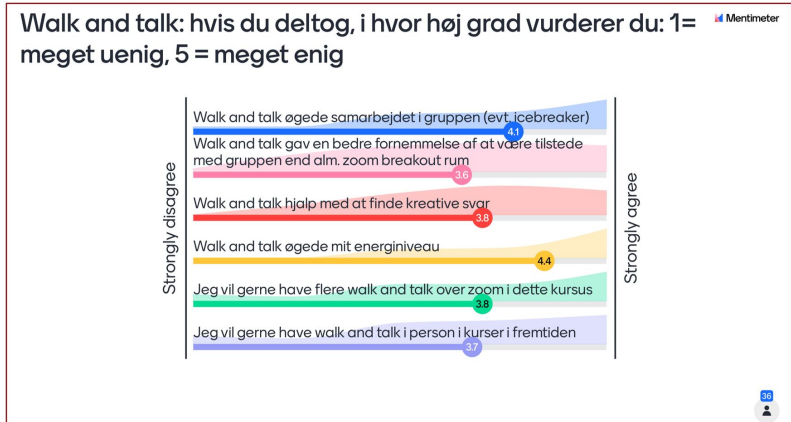 Walk and talk: hvis du deltog, i hvor høj grad vurderer du: 1=
meget uenig, 5 = meget enig
Mentimeter
Strongly disagree
Walk and talk øgede samarbejdet i gruppen (evt. icebreaker)
4.1
Walk and talk gav en bedre fornemmelse af at være tilstede
med gruppen end alm. zoom breakout rum
3.6
Walk and talk hjalp med at finde kreative svar
3.8
Walk and talk øgede mit energiniveau
4.4
Jeg vil gerne have flere walk and talk over zoom i dette kursus
3.8
Jeg vil gerne have walk and talk i person i kurser i fremtiden
3.7
Strongly agree
36